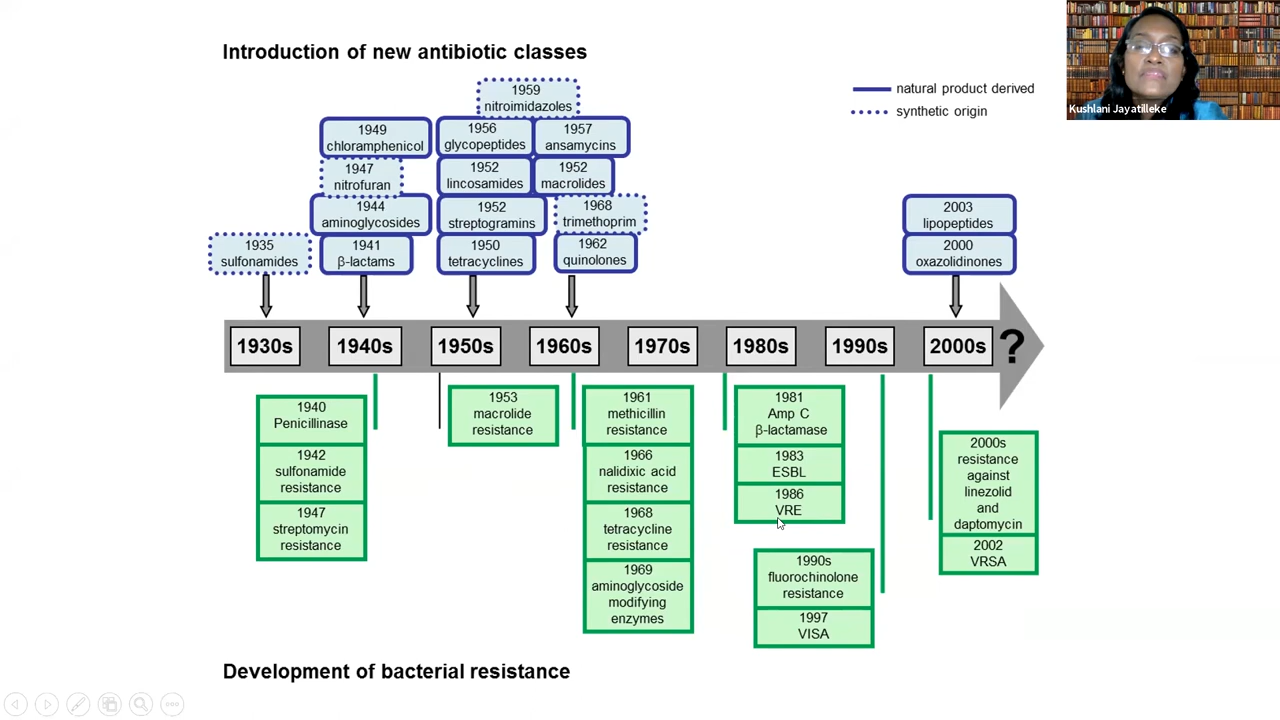 Introduction of new antibiotic classes
natural product derived
synthetic origin
Kushlani Jayatilleke
1935
sulfonamides
1949
chloramphenicol
1947
nitrofuran
1944
aminoglycosides
1941
β-lactams
1959
nitroimidazoles
1956
glycopeptides
1957
ansamycins
1952
lincosamides
1952
macrolides
1952
streptogramins
1950
tetracyclines
1968
trimethoprim
1962
quinolones
2003
lipopeptides
2000
oxazolidinones
1930s
1940s
1950s
1960s
1970s
1980s
1990s
2000s
?
1940
Penicillinase
1942
sulfonamide
resistance
1947
streptomycin
resistance
1953
macrolide
resistance
1961
methicillin
resistance
1966
nalidixic acid
resistance
1968
tetracycline
resistance
1969
aminoglycoside
modifying
enzymes
1981
Amp C
β-lactamase
1983
ESBL
1986
VRE
1990s
fluorochinolone
resistance
1997
VISA
2000s
resistance
against
linezolid
and
daptomycin
2002
VRSA
Development of bacterial resistance